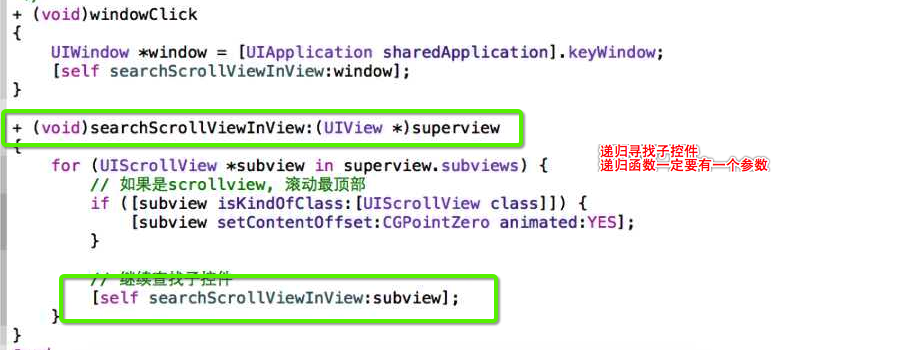 + (void)windowClick
{
UIWindow *window = [UIApplication sharedApplication].keyWindow;
[self searchScrollViewInView:window];
}
+ (void)searchScrollViewInView:(UIView *)superview
{
for (UIScrollView *subview in superview.subviews) {
// 如果是scrollview, 滚动最顶部
if ([subview isKindOfClass:[UIScrollView class]]) {
[subview setContentOffset:CGPointZero animated:YES];
}
// 继续查找子控件
[self searchScrollViewInView:subview];
}
}
递归寻找子控件
递归函数一定要有一个参数